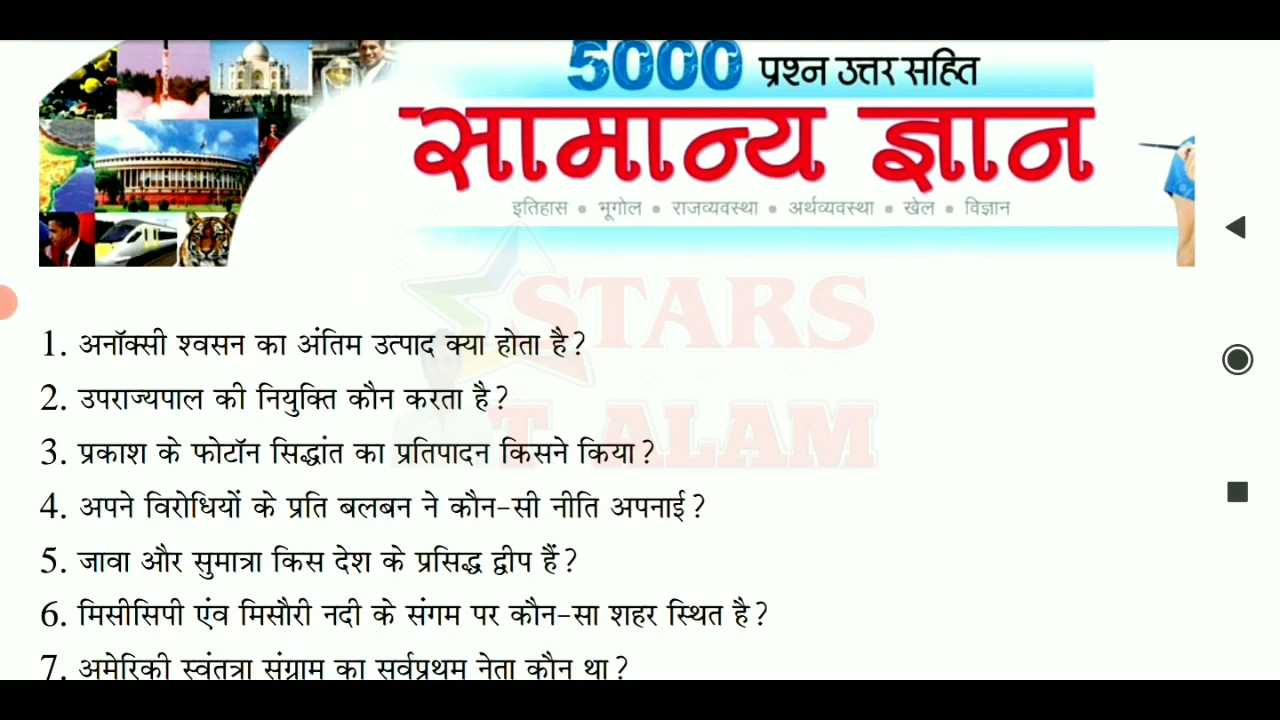 5000 प्रश्न उत्तर सहित
सामान्य ज्ञान
इतिहास • भूगोल • राजव्यवस्था • अर्थव्यवस्था • खेल • विज्ञान
STARS
T ALAM
1. अनॉक्सी श्वसन का अंतिम उत्पाद क्या होता है?
2. उपराज्यपाल की नियुक्ति कौन करता है?
3. प्रकाश के फोटॉन सिद्धांत का प्रतिपादन किसने किया?
4. अपने विरोधियों के प्रति बलबन ने कौन-सी नीति अपनाई?
5. जावा और सुमात्रा किस देश के प्रसिद्ध द्वीप हैं?
6. मिसीसिपी एंव मिसौरी नदी के संगम पर कौन-सा शहर स्थित है?
7. अमेरिकी स्वंतत्रा संग्राम का सर्वप्रथम नेता कौन था?